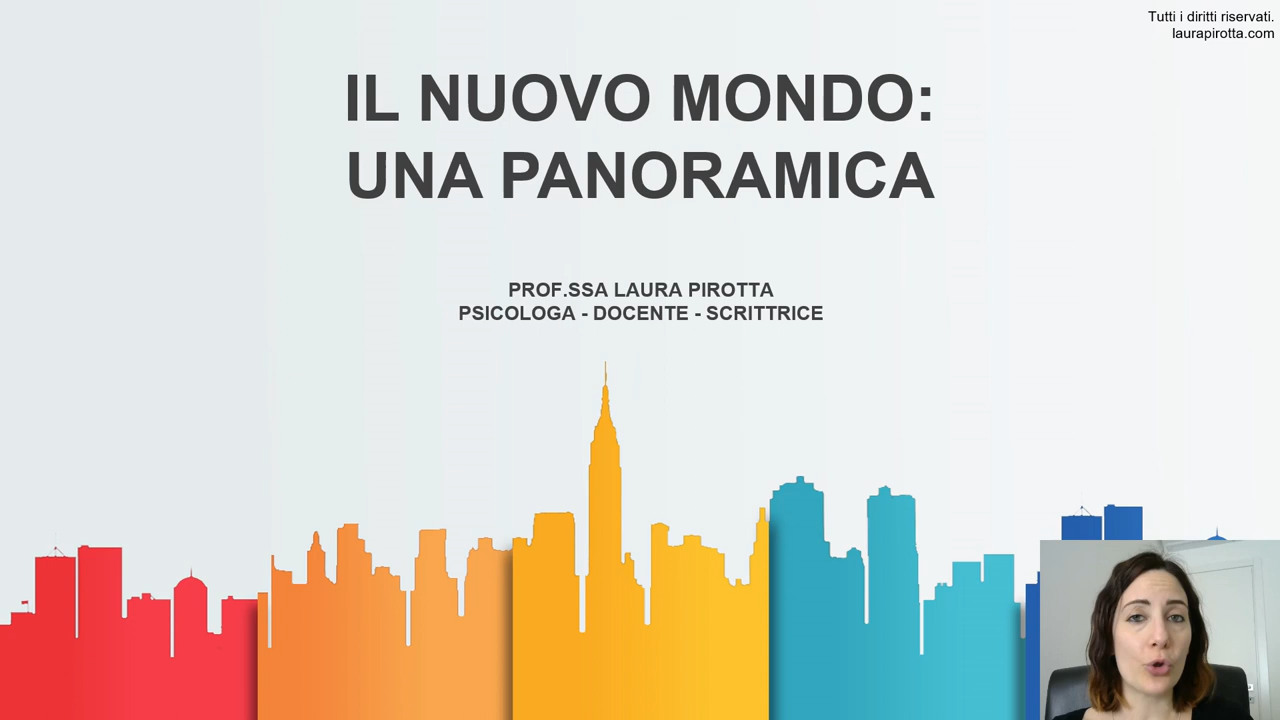 Tutti i diritti riservati.
laurapirotta.com
IL NUOVO MONDO:
UNA PANORAMICA
PROF.SSA LAURA PIROTTA
PSICOLOGA - DOCENTE - SCRITTRICE